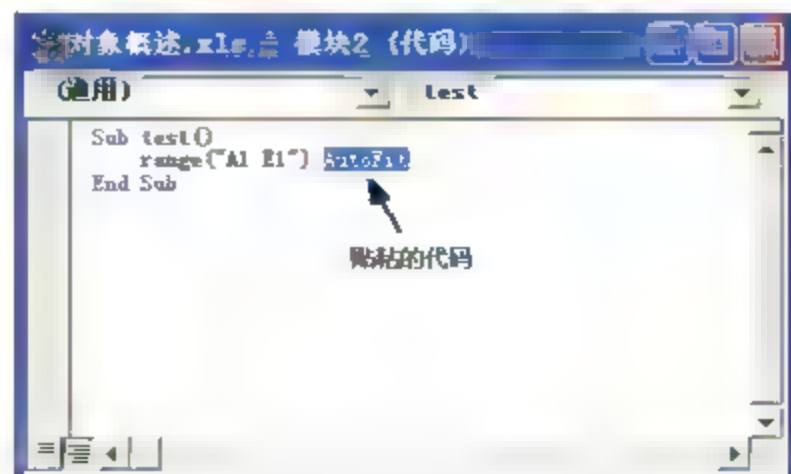 对象概述.xls - 模块2 (代码)
(通用)
test
Sub test()
range("A1 E1") AutoFit
End Sub
粘贴的代码